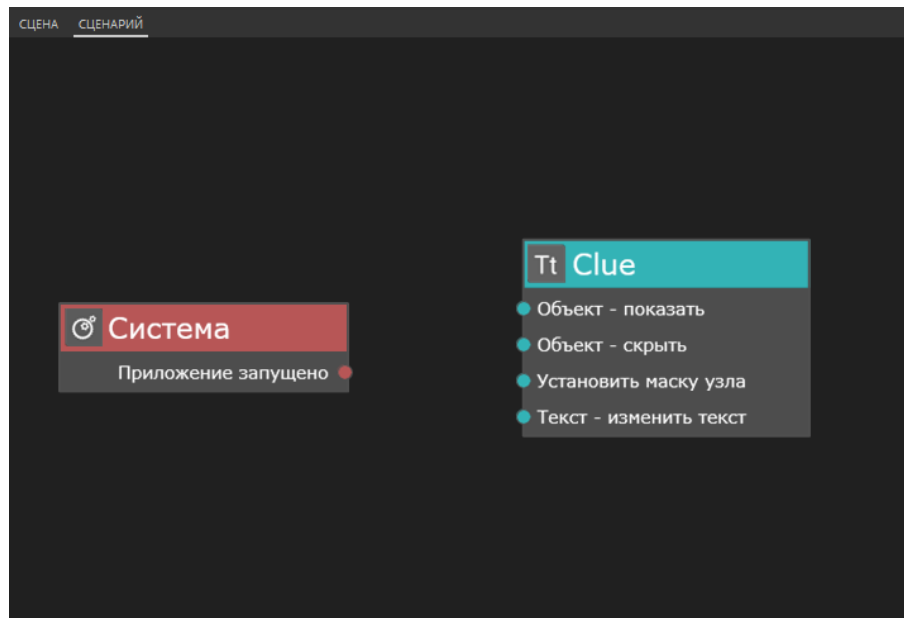 СЦЕНА СЦЕНАРИЙ
Система
Приложение запущено
Tt Clue
Объект - показать
Объект - скрыть
Установить маску узла
Текст - изменить текст